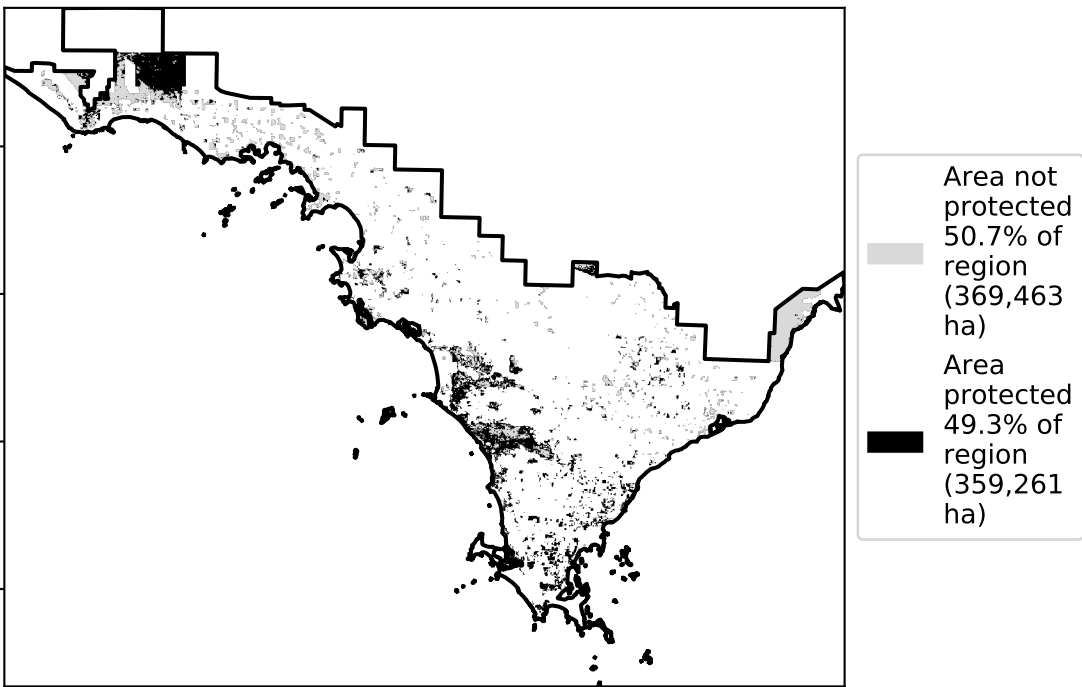 Area not
protected
50.7% of
region
(369,463
ha)
Area
protected
49.3% of
region
(359,261
ha)